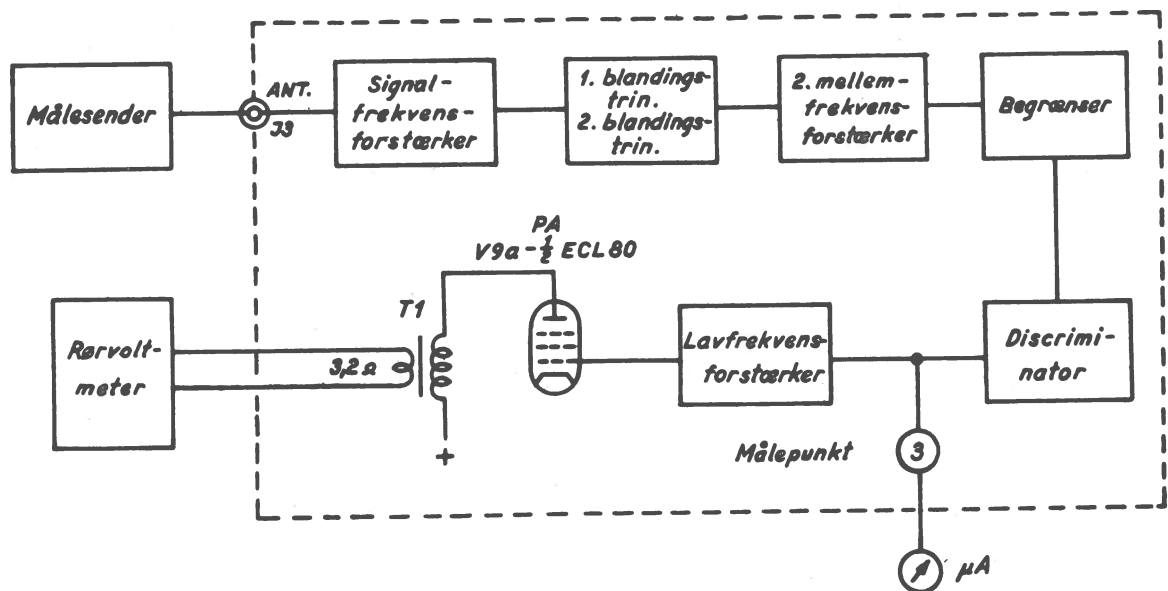 Målesender
ANT.
J3
Signal-
frekvens-
forstærker
1. blandings-
trin.
2. blandings-
trin.
2. mellem-
frekvens-
forstærker
Begrænser
PA
V9a - ½ ECL80
T1
Rørvolt-
meter
3,2 Ω
+
Lavfrekvens-
forstærker
Discrimi-
nator
Målepunkt
3
μA